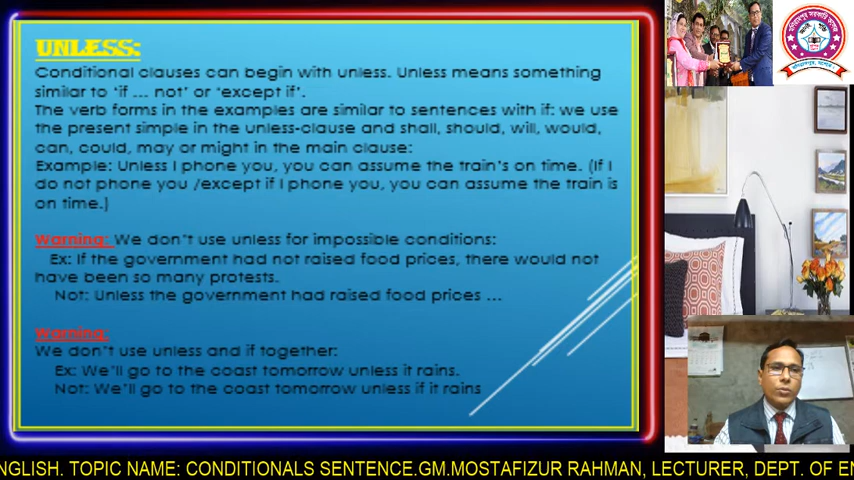 UNLESS:
Conditional clauses can begin with unless. Unless means something
similar to 'if ... not' or 'except if'.
The verb forms in the examples are similar to sentences with if: we use
the present simple in the unless-clause and shall, should, will, would,
can, could, may or might in the main clause:
Example: Unless I phone you, you can assume the train's on time. (If I
do not phone you /except if I phone you, you can assume the train is
on time.)
Warning: We don't use unless for impossible conditions:
Ex: If the government had not raised food prices, there would not
have been so many protests.
Not: Unless the government had raised food prices ...
Warning:
We don't use unless and if together:
Ex: We'll go to the coast tomorrow unless it rains.
Not: We'll go to the coast tomorrow unless if it rains
NGLISH. TOPIC NAME: CONDITIONALS SENTENCE.GM.MOSTAFIZUR RAHMAN, LECTURER, DEPT. OF EN